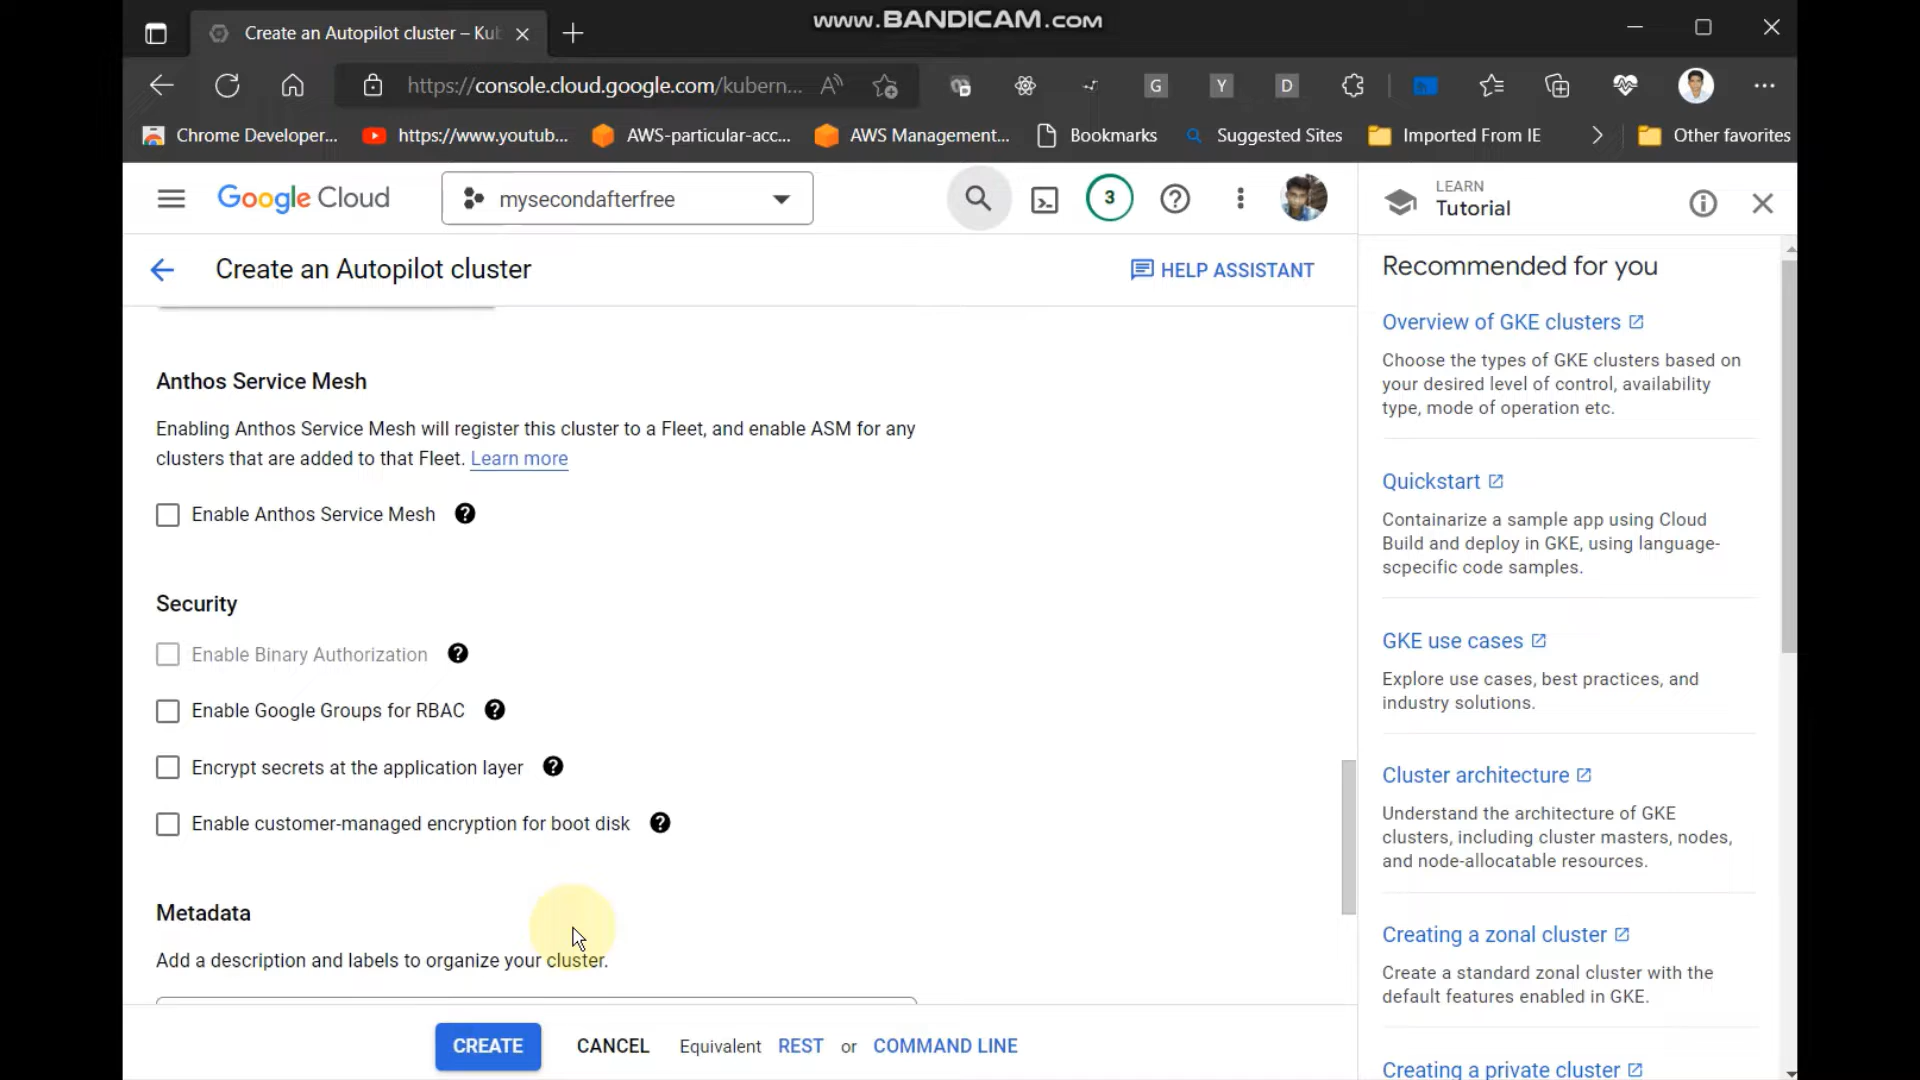 www.BANDICAM.com
Create an Autopilot cluster – Kub
https://console.cloud.google.com/kubern...
G
Y
D
Chrome Developer...
https://www.youtub...
AWS-particular-acc...
AWS Management...
Bookmarks
Suggested Sites
Imported From IE
Other favorites
Google Cloud
mysecondafterfree
3
LEARN
Tutorial
Create an Autopilot cluster
HELP ASSISTANT
Anthos Service Mesh
Enabling Anthos Service Mesh will register this cluster to a Fleet, and enable ASM for any
clusters that are added to that Fleet. Learn more
Enable Anthos Service Mesh
Security
Enable Binary Authorization
Enable Google Groups for RBAC
Encrypt secrets at the application layer
Enable customer-managed encryption for boot disk
Metadata
Add a description and labels to organize your cluster.
CREATE
CANCEL
Equivalent REST or COMMAND LINE
Recommended for you
Overview of GKE clusters
Choose the types of GKE clusters based on
your desired level of control, availability
type, mode of operation etc.
Quickstart
Containarize a sample app using Cloud
Build and deploy in GKE, using language-
scpecific code samples.
GKE use cases
Explore use cases, best practices, and
industry solutions.
Cluster architecture
Understand the architecture of GKE
clusters, including cluster masters, nodes,
and node-allocatable resources.
Creating a zonal cluster
Create a standard zonal cluster with the
default features enabled in GKE.
Creating a private cluster